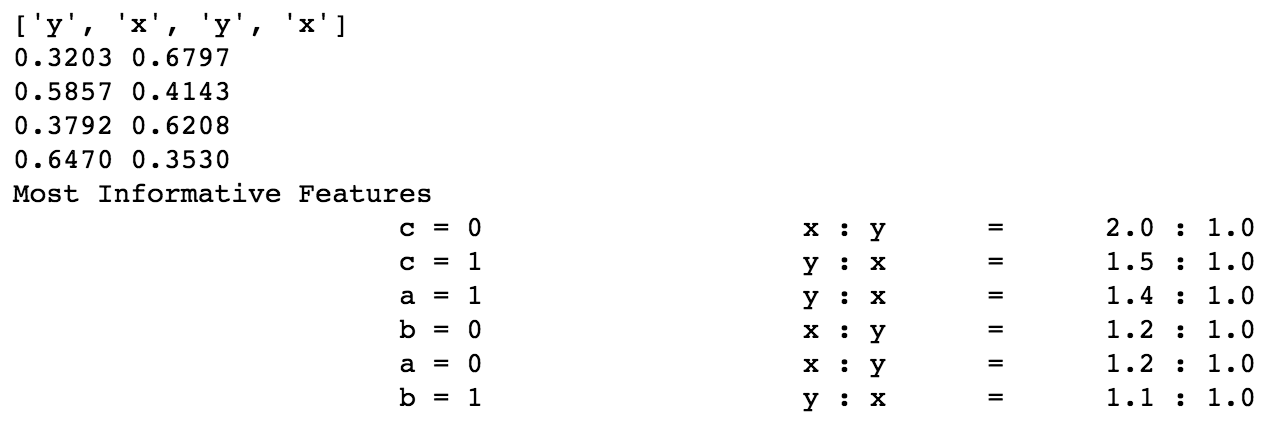 ['y', 'x', 'y', 'x']
0.3203 0.6797
0.5857 0.4143
0.3792 0.6208
0.6470 0.3530
Most Informative Features
c = 0 x : y = 2.0 : 1.0
c = 1 y : x = 1.5 : 1.0
a = 1 y : x = 1.4 : 1.0
b = 0 x : y = 1.2 : 1.0
a = 0 x : y = 1.2 : 1.0
b = 1 y : x = 1.1 : 1.0